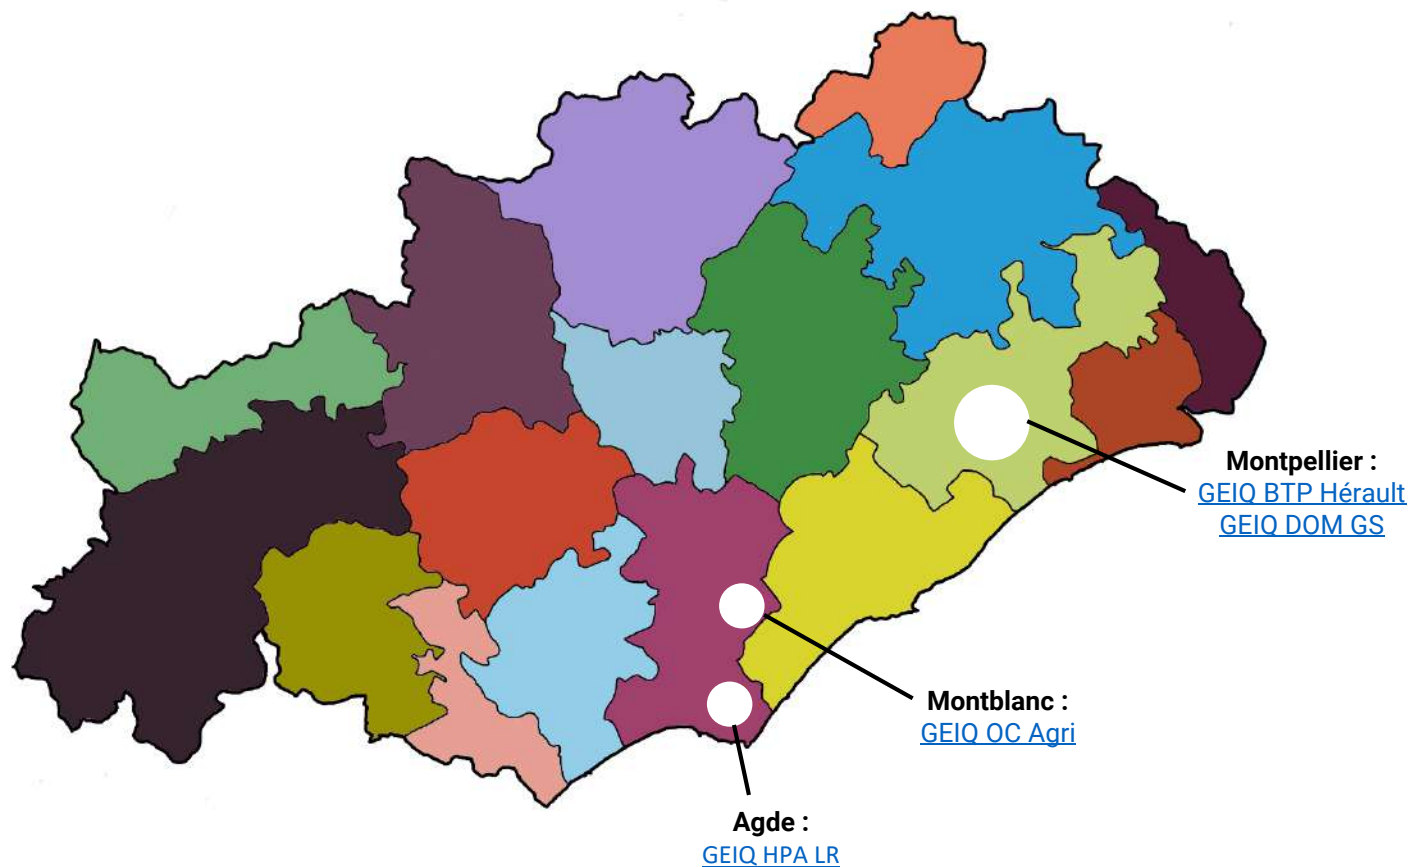 Montpellier :
GEIQ BTP Hérault
GEIQ DOM GS
Montblanc :
GEIQ OC Agri
Agde :
GEIQ HPA LR